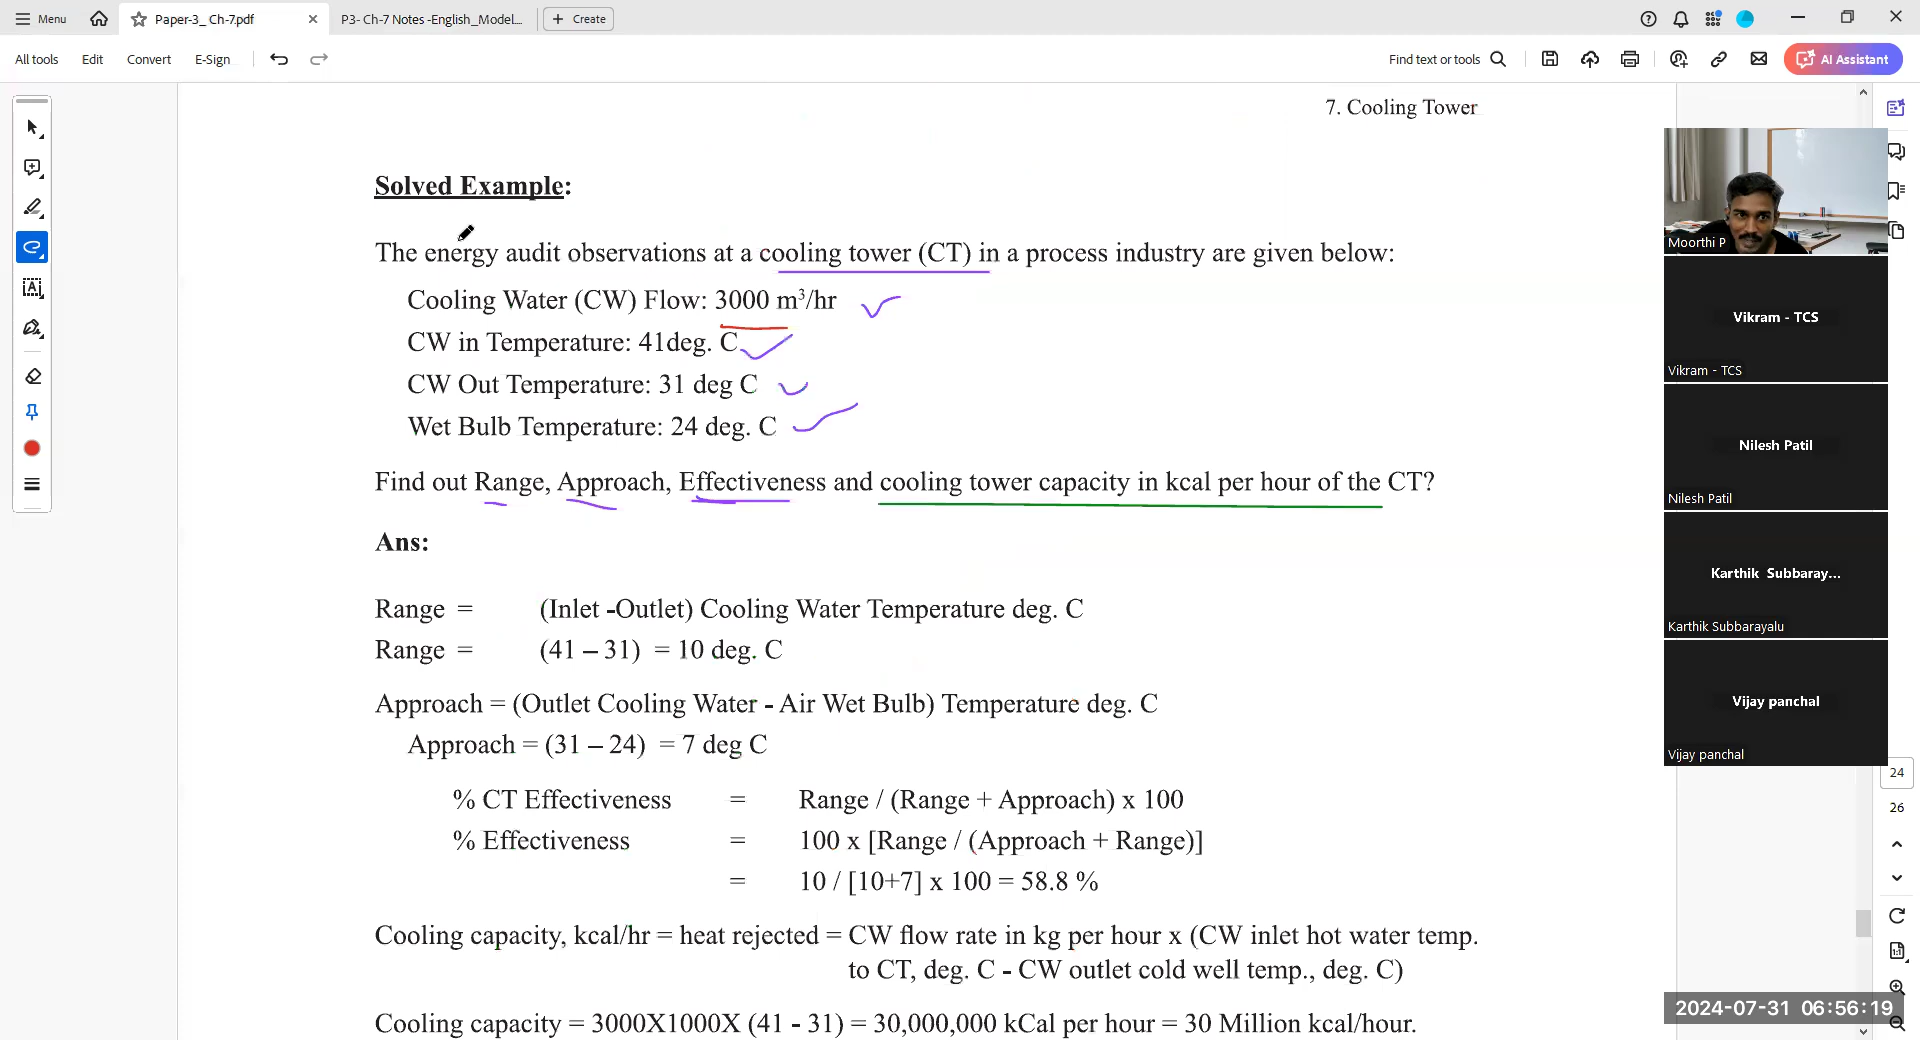 Menu
Paper-3_ Ch-7.pdf
P3- Ch-7 Notes -English_Model...
Create
All tools
Edit
Convert
E-Sign
Find text or tools
AI Assistant
7. Cooling Tower
Solved Example:
The energy audit observations at a cooling tower (CT) in a process industry are given below:
Cooling Water (CW) Flow: 3000 m³/hr
CW in Temperature: 41deg. C
CW Out Temperature: 31 deg C
Wet Bulb Temperature: 24 deg. C
Find out Range, Approach, Effectiveness and cooling tower capacity in kcal per hour of the CT?
Ans:
Range = (Inlet -Outlet) Cooling Water Temperature deg. C
Range = (41 – 31) = 10 deg. C
Approach = (Outlet Cooling Water - Air Wet Bulb) Temperature deg. C
Approach = (31 – 24) = 7 deg C
% CT Effectiveness = Range / (Range + Approach) x 100
% Effectiveness = 100 x [Range / (Approach + Range)]
= 10 / [10+7] x 100 = 58.8 %
Cooling capacity, kcal/hr = heat rejected = CW flow rate in kg per hour x (CW inlet hot water temp.
to CT, deg. C - CW outlet cold well temp., deg. C)
Cooling capacity = 3000X1000X (41 - 31) = 30,000,000 kCal per hour = 30 Million kcal/hour.
Moorthi P
Vikram - TCS
Vikram - TCS
Nilesh Patil
Nilesh Patil
Karthik Subbaray...
Karthik Subbarayalu
Vijay panchal
Vijay panchal
24
26
1:1
2024-07-31 06:56:19